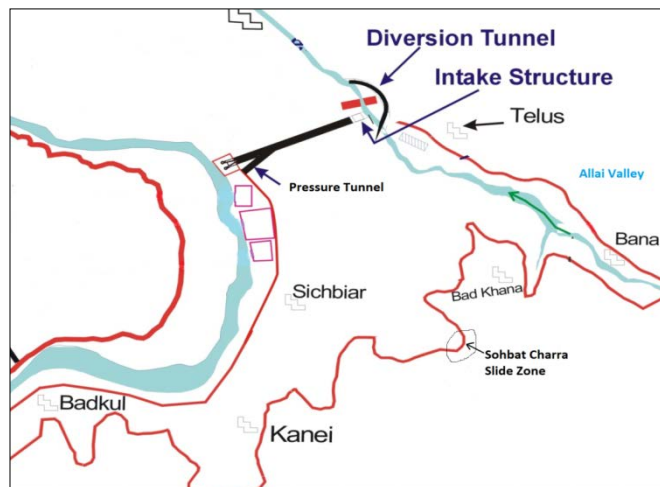 Diversion Tunnel
Intake Structure
Telus
Allai Valley
Pressure Tunnel
Bana
Sichbiar
Bad Khana
Sohbat Charra
Slide Zone
Badkul
Kanei